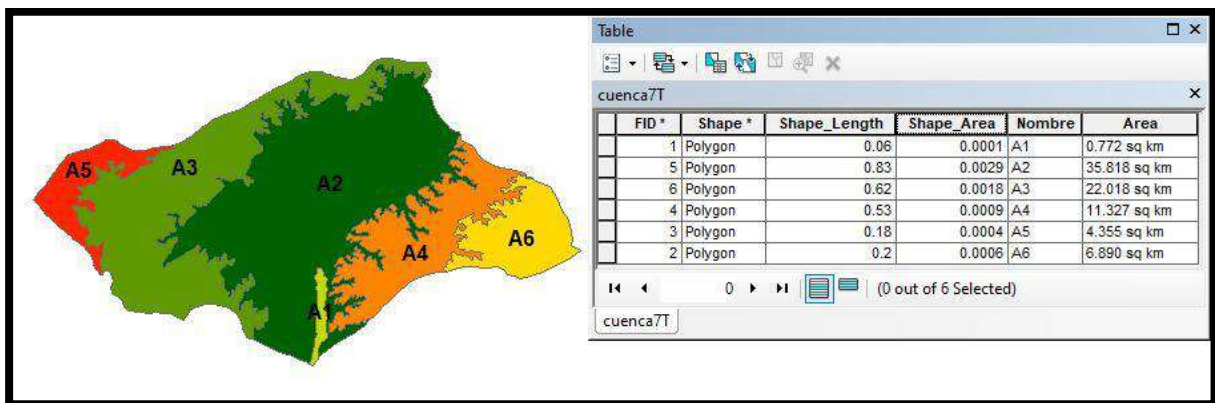 A5
A3
A2
A4
A6
A1
Table
cuenca7T
FID * Shape * Shape_Length Shape_Area Nombre Area
1 Polygon 0.06 0.0001 A1 0.772 sq km
5 Polygon 0.83 0.0029 A2 35.818 sq km
6 Polygon 0.62 0.0018 A3 22.018 sq km
4 Polygon 0.53 0.0009 A4 11.327 sq km
3 Polygon 0.18 0.0004 A5 4.355 sq km
2 Polygon 0.2 0.0006 A6 6.890 sq km
0 (0 out of 6 Selected)
cuenca7T